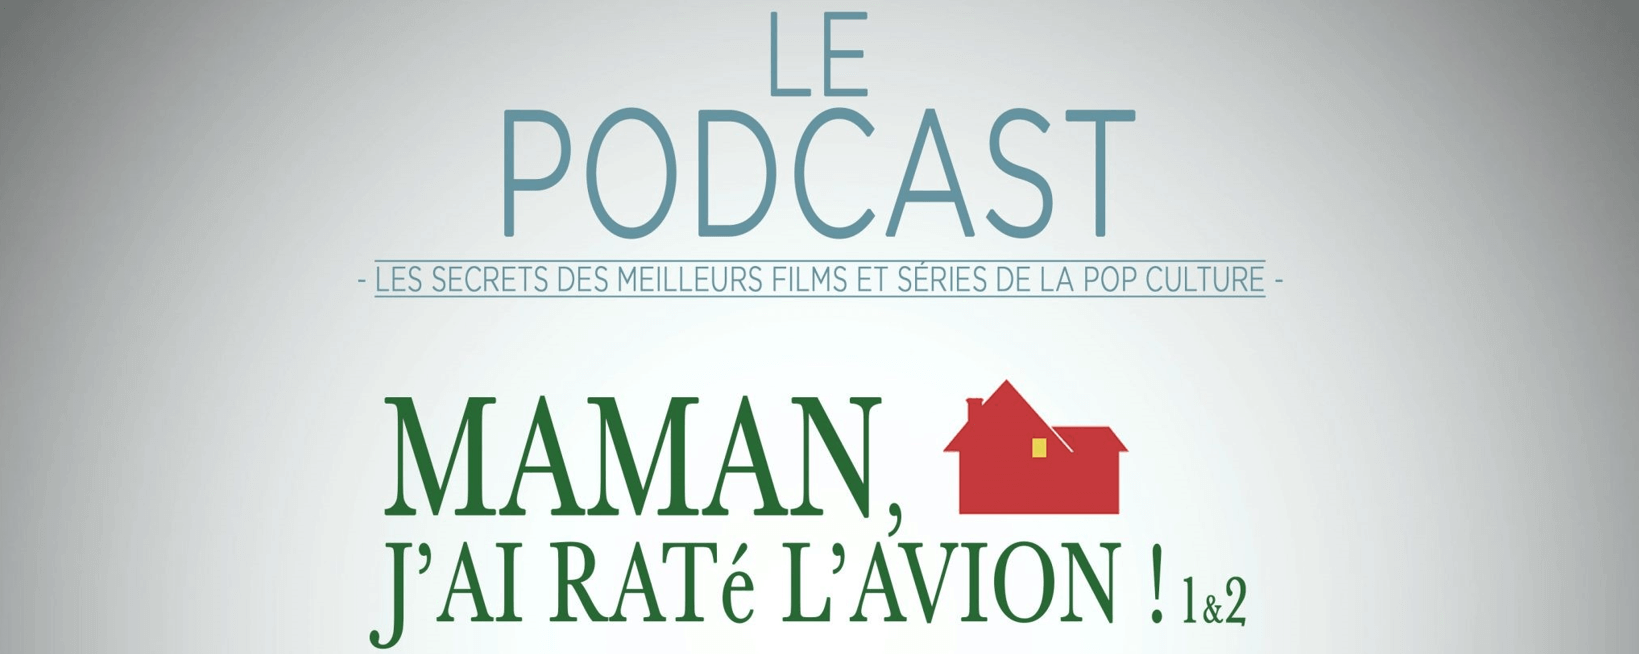 LE
PODCAST
- LES SECRETS DES MEILLEURS FILMS ET SÉRIES DE LA POP CULTURE -
MAMAN,
J'AI RATé L'AVION ! 1&2